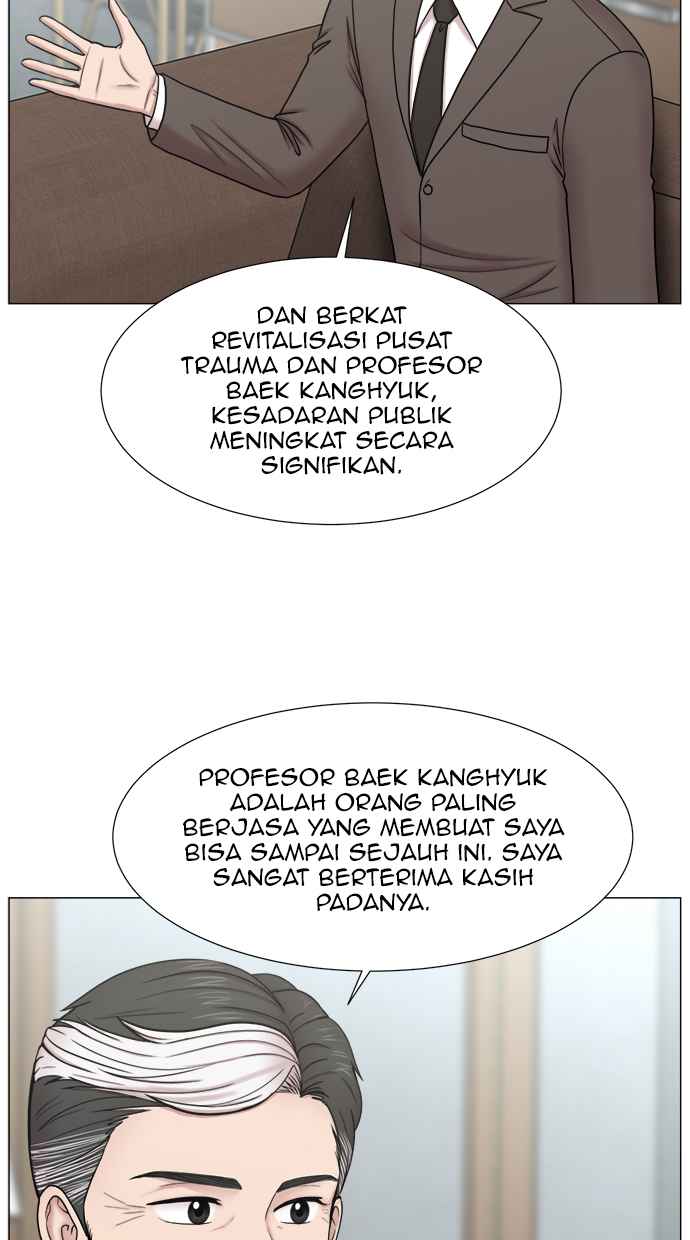 DAN BERKAT
REVITALISASI PUSAT
TRAUMA DAN PROFESOR
BAEK KANGHYUK,
KESADARAN PUBLIK
MENINGKAT SECARA
SIGNIFIKAN.
PROFESOR BAEK KANGHYUK
ADALAH ORANG PALING
BERJASA YANG MEMBUAT SAYA
BISA SAMPAI SEJAUH INI. SAYA
SANGAT BERTERIMA KASIH
PADANYA.